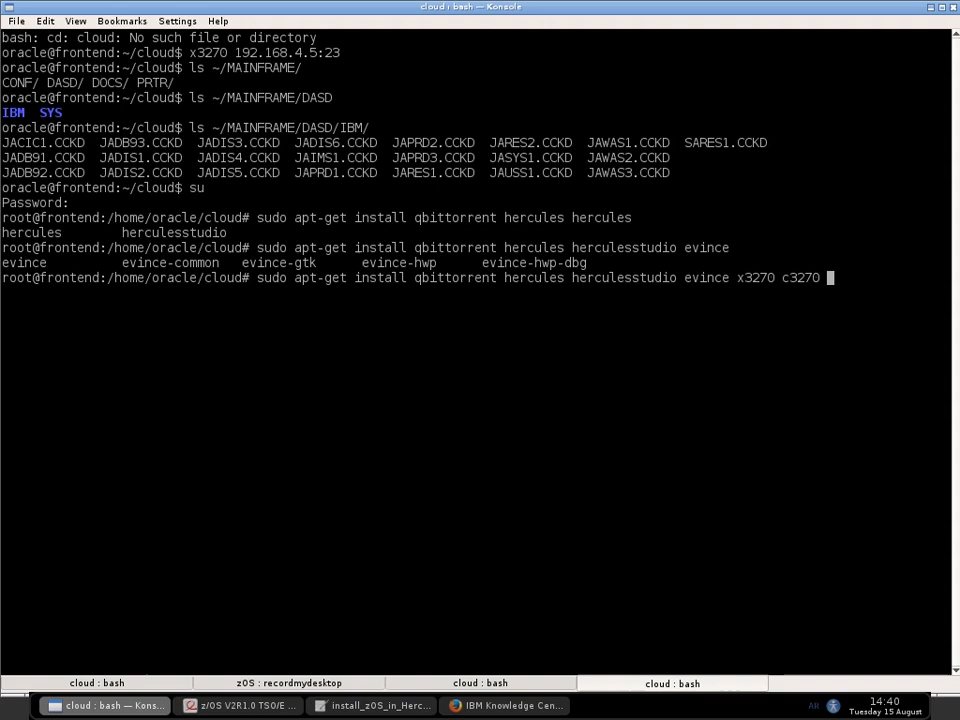 cloud : bash — Konsole
File Edit View Bookmarks Settings Help
bash: cd: cloud: No such file or directory
oracle@frontend:~/cloud$ x3270 192.168.4.5:23
oracle@frontend:~/cloud$ ls ~/MAINFRAME/
CONF/ DASD/ DOCS/ PRTR/
oracle@frontend:~/cloud$ ls ~/MAINFRAME/DASD
IBM  SYS
oracle@frontend:~/cloud$ ls ~/MAINFRAME/DASD/IBM/
JACIC1.CCKD  JADB93.CCKD  JADIS3.CCKD  JADIS6.CCKD  JAPRD2.CCKD  JARES2.CCKD  JAWAS1.CCKD  SARES1.CCKD
JADB91.CCKD  JADIS1.CCKD  JADIS4.CCKD  JAIMS1.CCKD  JAPRD3.CCKD  JASYS1.CCKD  JAWAS2.CCKD
JADB92.CCKD  JADIS2.CCKD  JADIS5.CCKD  JAPRD1.CCKD  JARES1.CCKD  JAUSS1.CCKD  JAWAS3.CCKD
oracle@frontend:~/cloud$ su
Password:
root@frontend:/home/oracle/cloud# sudo apt-get install qbittorrent hercules hercules
hercules        herculesstudio
root@frontend:/home/oracle/cloud# sudo apt-get install qbittorrent hercules herculesstudio evince
evince          evince-common   evince-gtk      evince-hwp      evince-hwp-dbg
root@frontend:/home/oracle/cloud# sudo apt-get install qbittorrent hercules herculesstudio evince x3270 c3270
cloud : bash
zOS : recordmydesktop
cloud : bash
cloud : bash
cloud : bash — Kons...
z/OS V2R1.0 TSO/E ...
install_zOS_in_Herc...
IBM Knowledge Cen...
AR
14:40
Tuesday 15 August